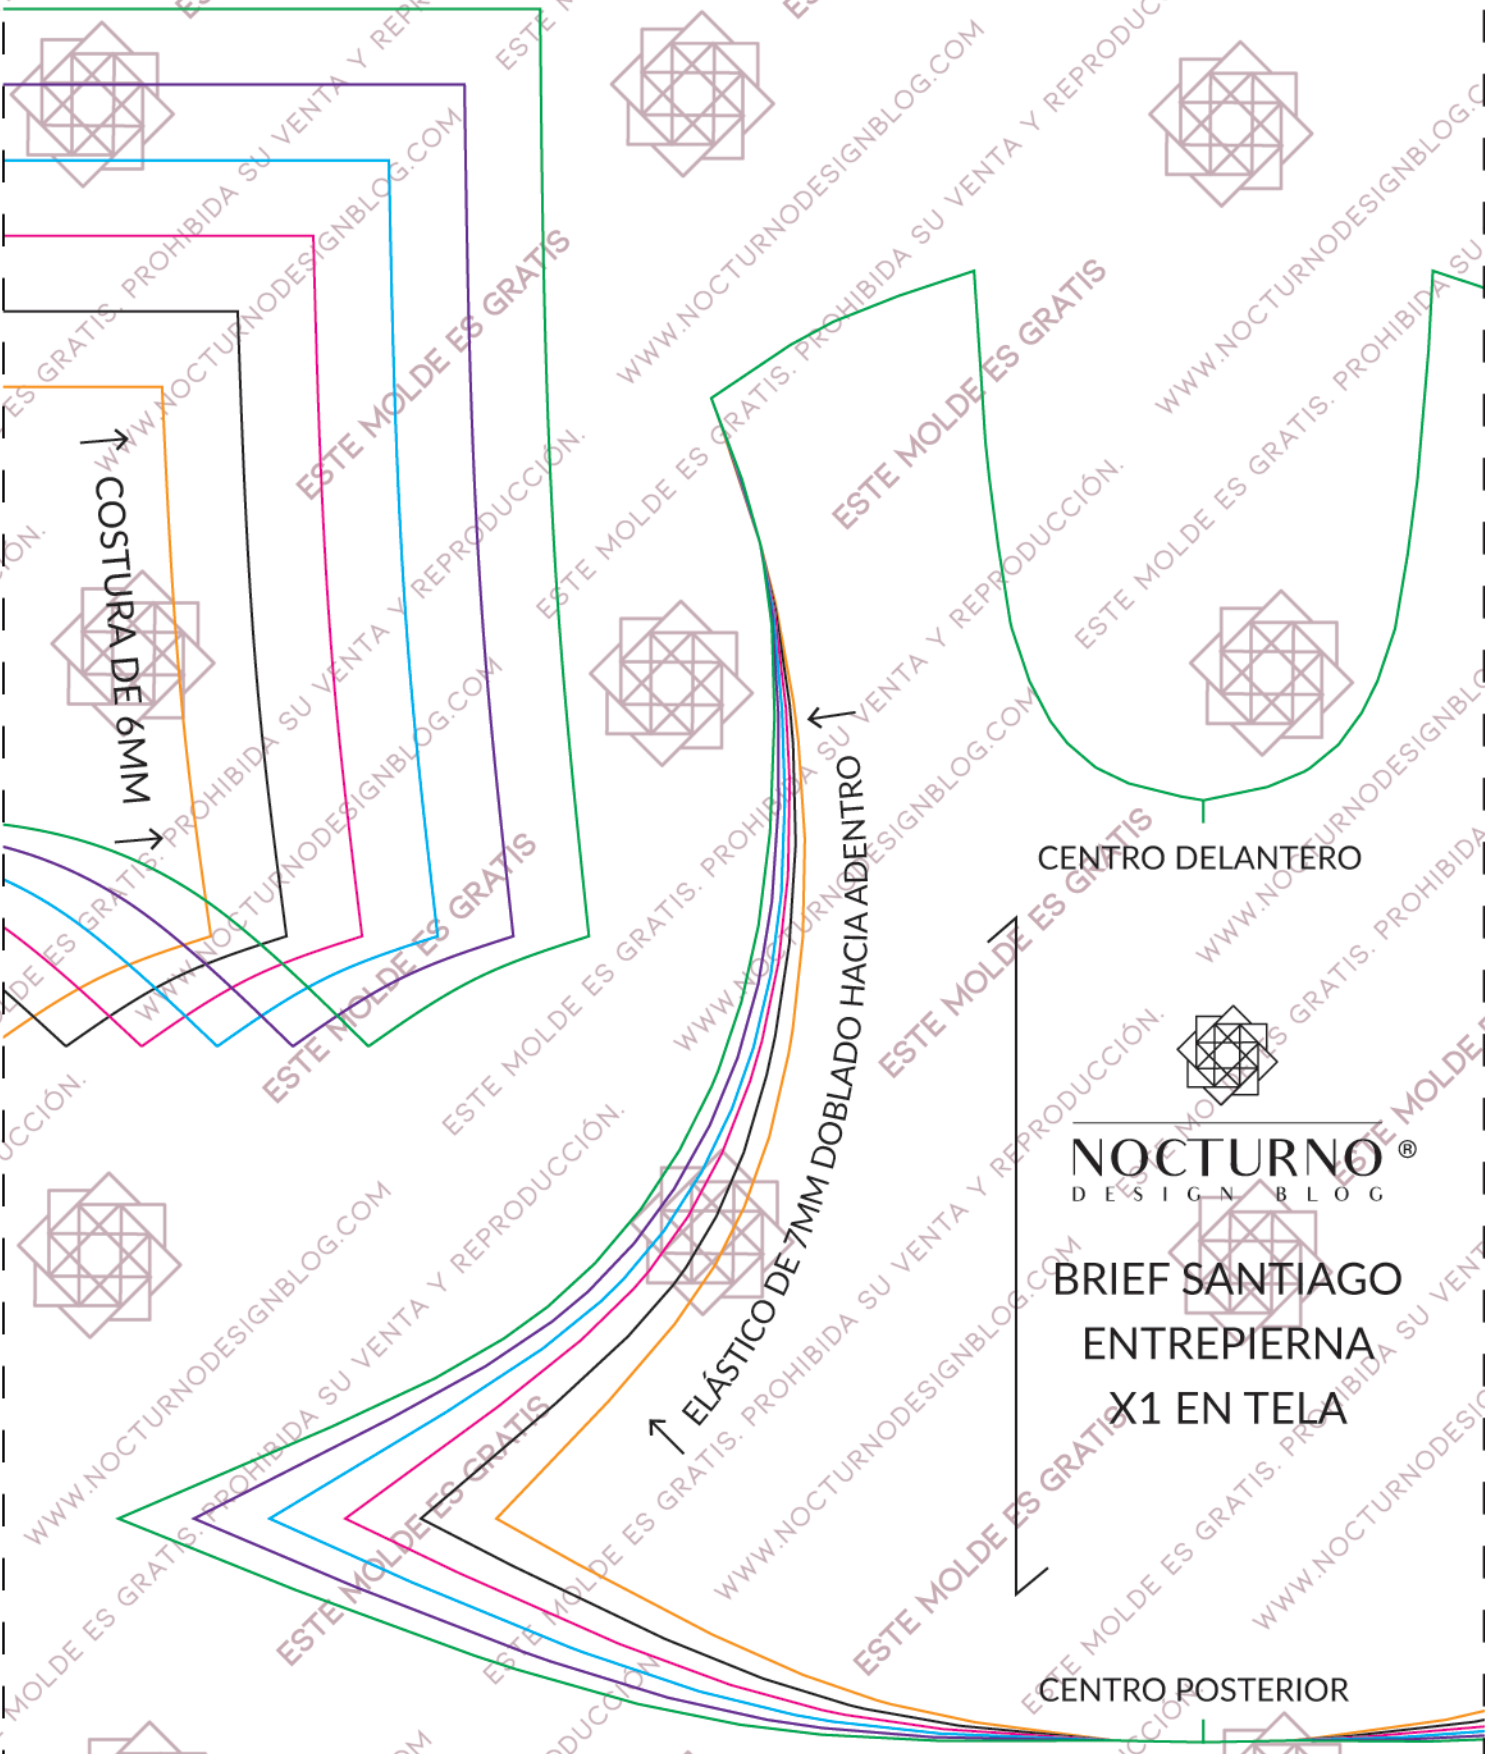 COSTURA DE 6MM
ELÁSTICO DE 7MM DOBLADO HACIA ADENTRO
CENTRO DELANTERO
NOCTURNO®
DESIGN BLOG
BRIEF SANTIAGO
ENTREPIERNA
X1 EN TELA
CENTRO POSTERIOR
ESTE MOLDE ES GRATIS
WWW.NOCTURNODESIGNBLOG.COM
ESTE MOLDE ES GRATIS. PROHIBIDA SU VENTA Y REPRODUCCIÓN.